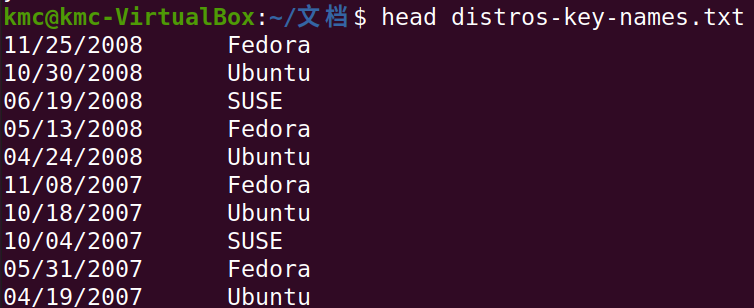 kmc@kmc-VirtualBox:~/文档$ head distros-key-names.txt
11/25/2008	Fedora
10/30/2008	Ubuntu
06/19/2008	SUSE
05/13/2008	Fedora
04/24/2008	Ubuntu
11/08/2007	Fedora
10/18/2007	Ubuntu
10/04/2007	SUSE
05/31/2007	Fedora
04/19/2007	Ubuntu